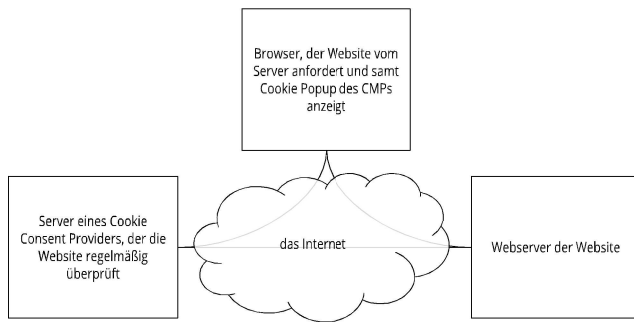 Browser, der Website vom
Server anfordert und samt
Cookie Popup des CMPs
anzeigt
Server eines Cookie
Consent Providers, der die
Website regelmäßig
überprüft
das Internet
Webserver der Website